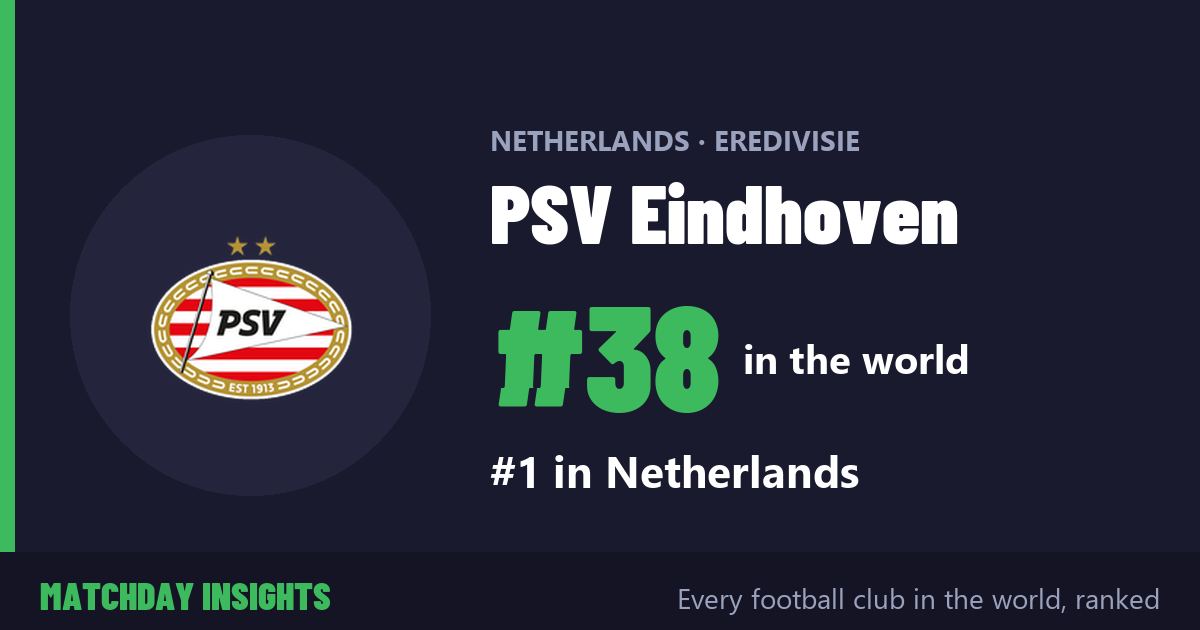 NETHERLANDS · EREDIVISIE
PSV Eindhoven
PSV
EST 1913
#38 in the world
#1 in Netherlands
MATCHDAY INSIGHTS
Every football club in the world, ranked